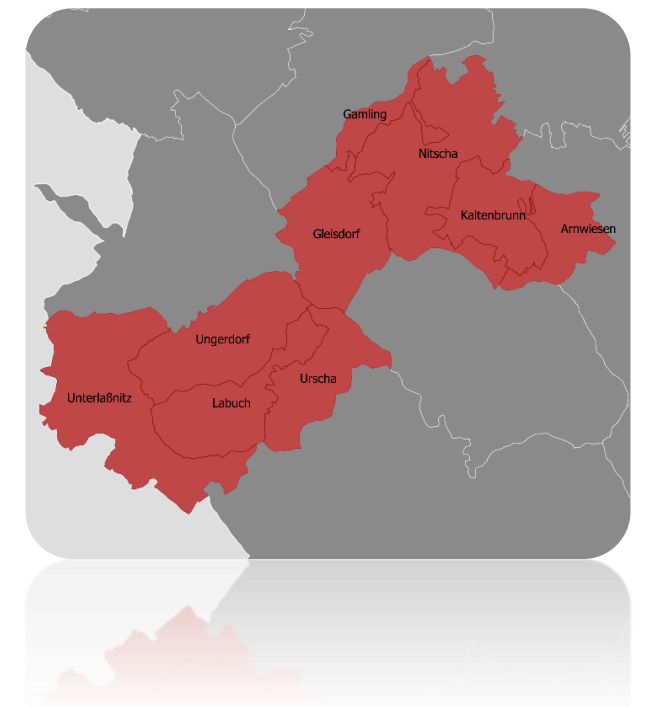 Gamling
Nitscha
Kaltenbrunn
Arnwiesen
Gleisdorf
Ungerdorf
Urscha
Unterlaßnitz
Labuch